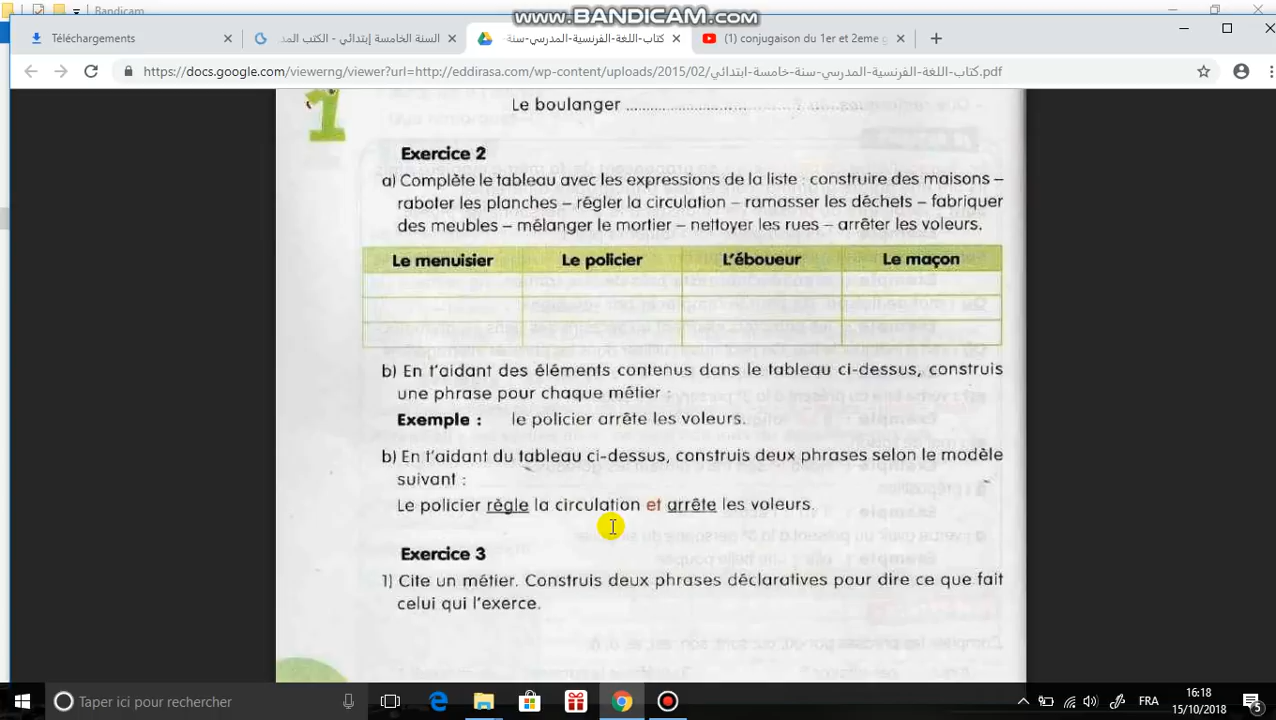 Bandicam
www.BANDICAM.com
Téléchargements
السنة الخامسة إبتدائي - الكتب المد
كتاب-اللغة-الفرنسية-المدرسي-سنة-
(1) conjugaison du 1er et 2eme g
https://docs.google.com/viewerng/viewer?url=http://eddirasa.com/wp-content/uploads/2015/02/كتاب-اللغة-الفرنسية-المدرسي-سنة-خامسة-ابتدائي.pdf
1
Le boulanger ......................................................
Exercice 2
a) Complète le tableau avec les expressions de la liste : construire des maisons –
raboter les planches – règler la circulation – ramasser les déchets – fabriquer
des meubles – mélanger le mortier – nettoyer les rues – arrêter les voleurs.
Le menuisier Le policier L'éboueur Le maçon
b) En t'aidant des éléments contenus dans le tableau ci-dessus, construis
une phrase pour chaque métier :
Exemple : le policier arrête les voleurs.
b) En t'aidant du tableau ci-dessus, construis deux phrases selon le modèle
suivant :
Le policier règle la circulation et arrête les voleurs.
Exercice 3
1) Cite un métier. Construis deux phrases déclaratives pour dire ce que fait
celui qui l'exerce.
Taper ici pour rechercher
FRA
16:18
15/10/2018
5